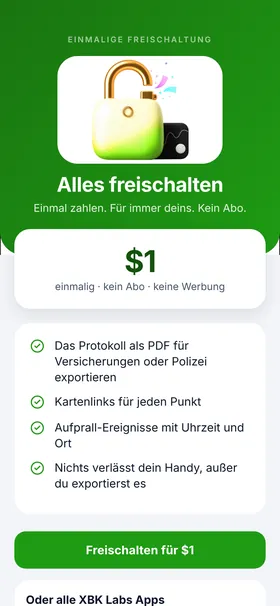 EINMALIGE FREISCHALTUNG
Alles freischalten
Einmal zahlen. Für immer deins. Kein Abo.
$1
einmalig · kein Abo · keine Werbung
Das Protokoll als PDF für
Versicherungen oder Polizei
exportieren
Kartenlinks für jeden Punkt
Aufprall-Ereignisse mit Uhrzeit und
Ort
Nichts verlässt dein Handy, außer
du exportierst es
Freischalten für $1
Oder alle XBK Labs Apps